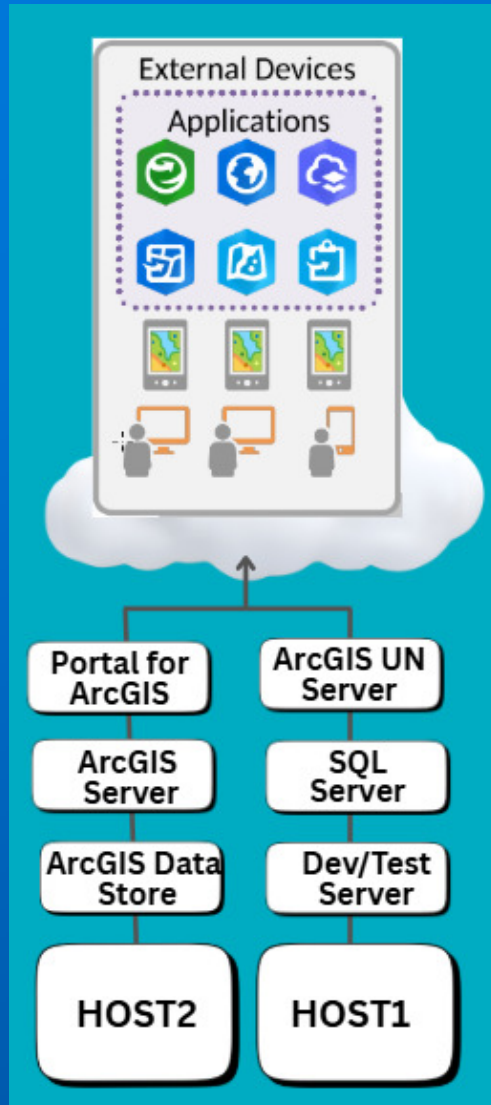 External Devices
Applications
Portal for
ArcGIS
ArcGIS UN
Server
ArcGIS
Server
SQL
Server
ArcGIS Data
Store
Dev/Test
Server
HOST2
HOST1